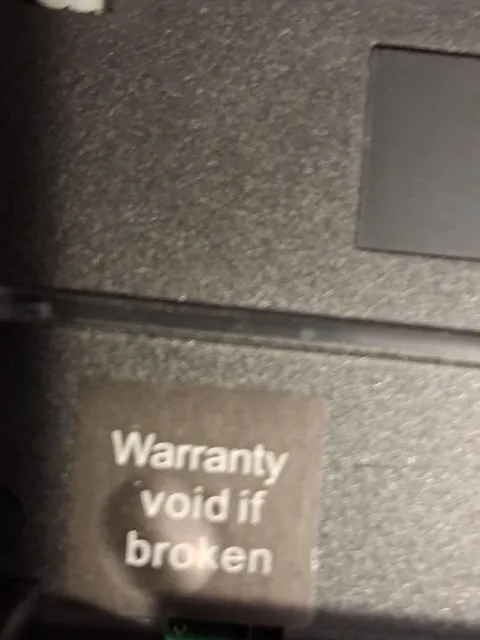 Warranty
void if
broken